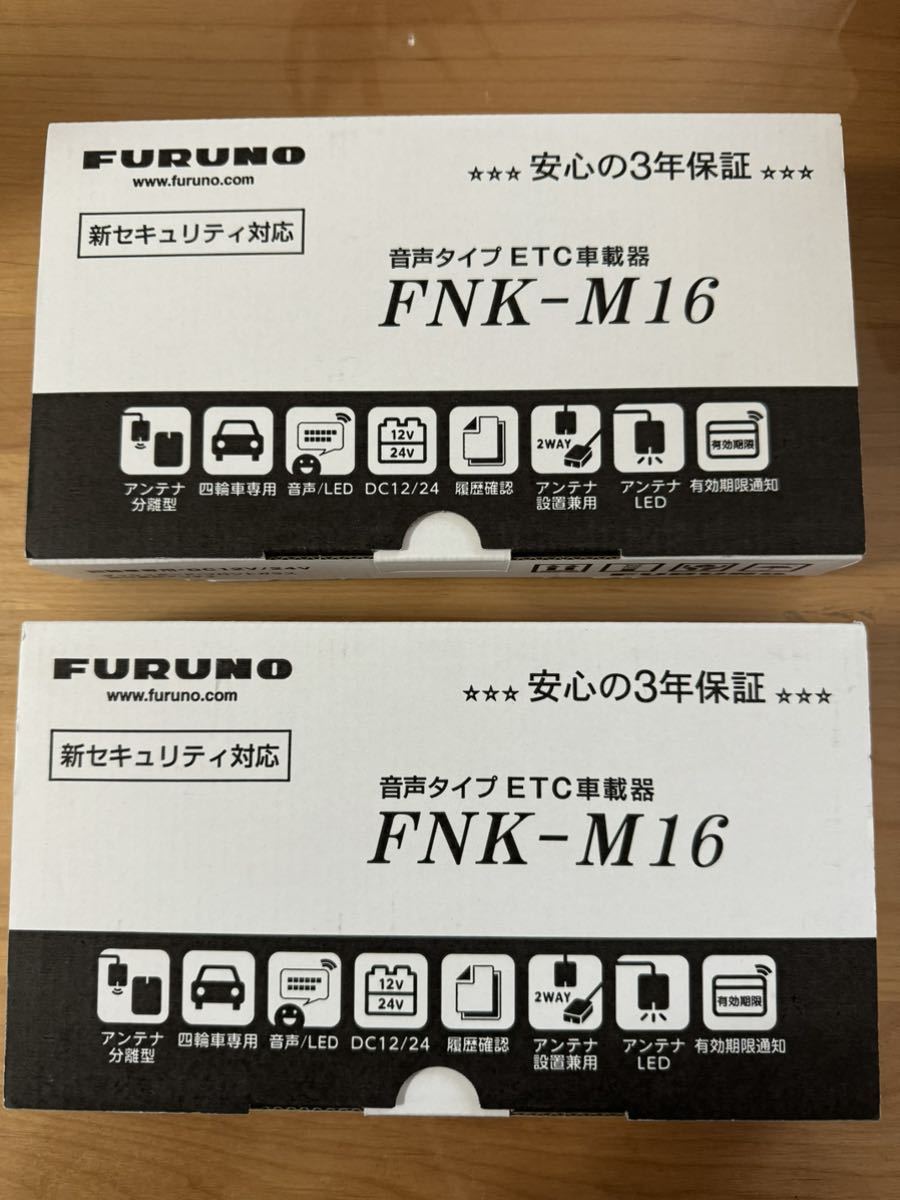 FURUNO
www.furuno.com
☆☆☆ 安心の3年保証 ☆☆☆
新セキュリティ対応
音声タイプ ETC車載器
FNK-M16
12V
24V
2WAY
有効期限
アンテナ
分離型
四輪車専用
音声/LED
DC12/24
履歴確認
アンテナ
設置兼用
アンテナ
LED
有効期限通知
FURUNO
www.furuno.com
☆☆☆ 安心の3年保証 ☆☆☆
新セキュリティ対応
音声タイプ ETC車載器
FNK-M16
12V
24V
2WAY
有効期限
アンテナ
分離型
四輪車専用
音声/LED
DC12/24
履歴確認
アンテナ
設置兼用
アンテナ
LED
有効期限通知